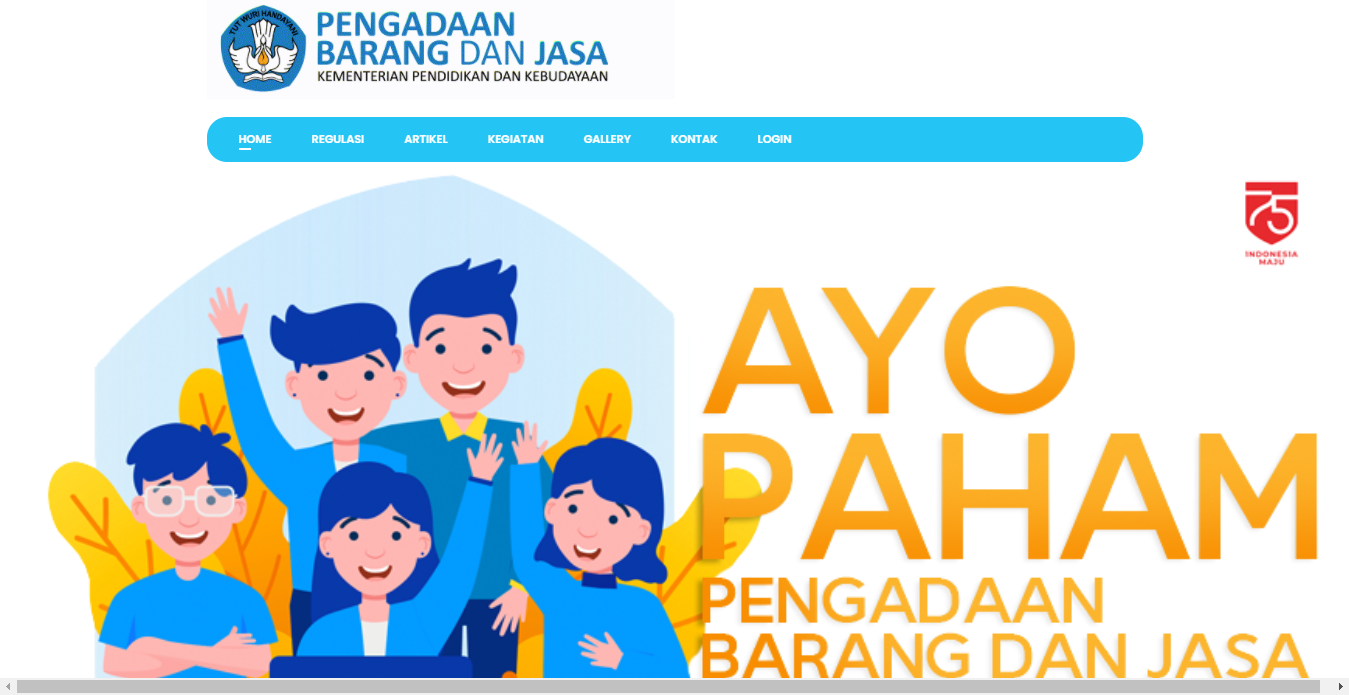 TUT WURI HANDAYANI
PENGADAAN
BARANG DAN JASA
KEMENTERIAN PENDIDIKAN DAN KEBUDAYAAN
HOME REGULASI ARTIKEL KEGIATAN GALLERY KONTAK LOGIN
75
INDONESIA
MAJU
AYO
PAHAM
PENGADAAN
BARANG DAN JASA